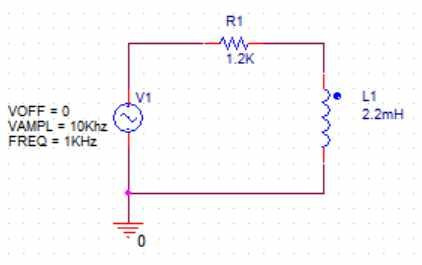 R1
1.2K
V1
VOFF = 0
VAMPL = 10Khz
FREQ = 1KHz
L1
2.2mH
0